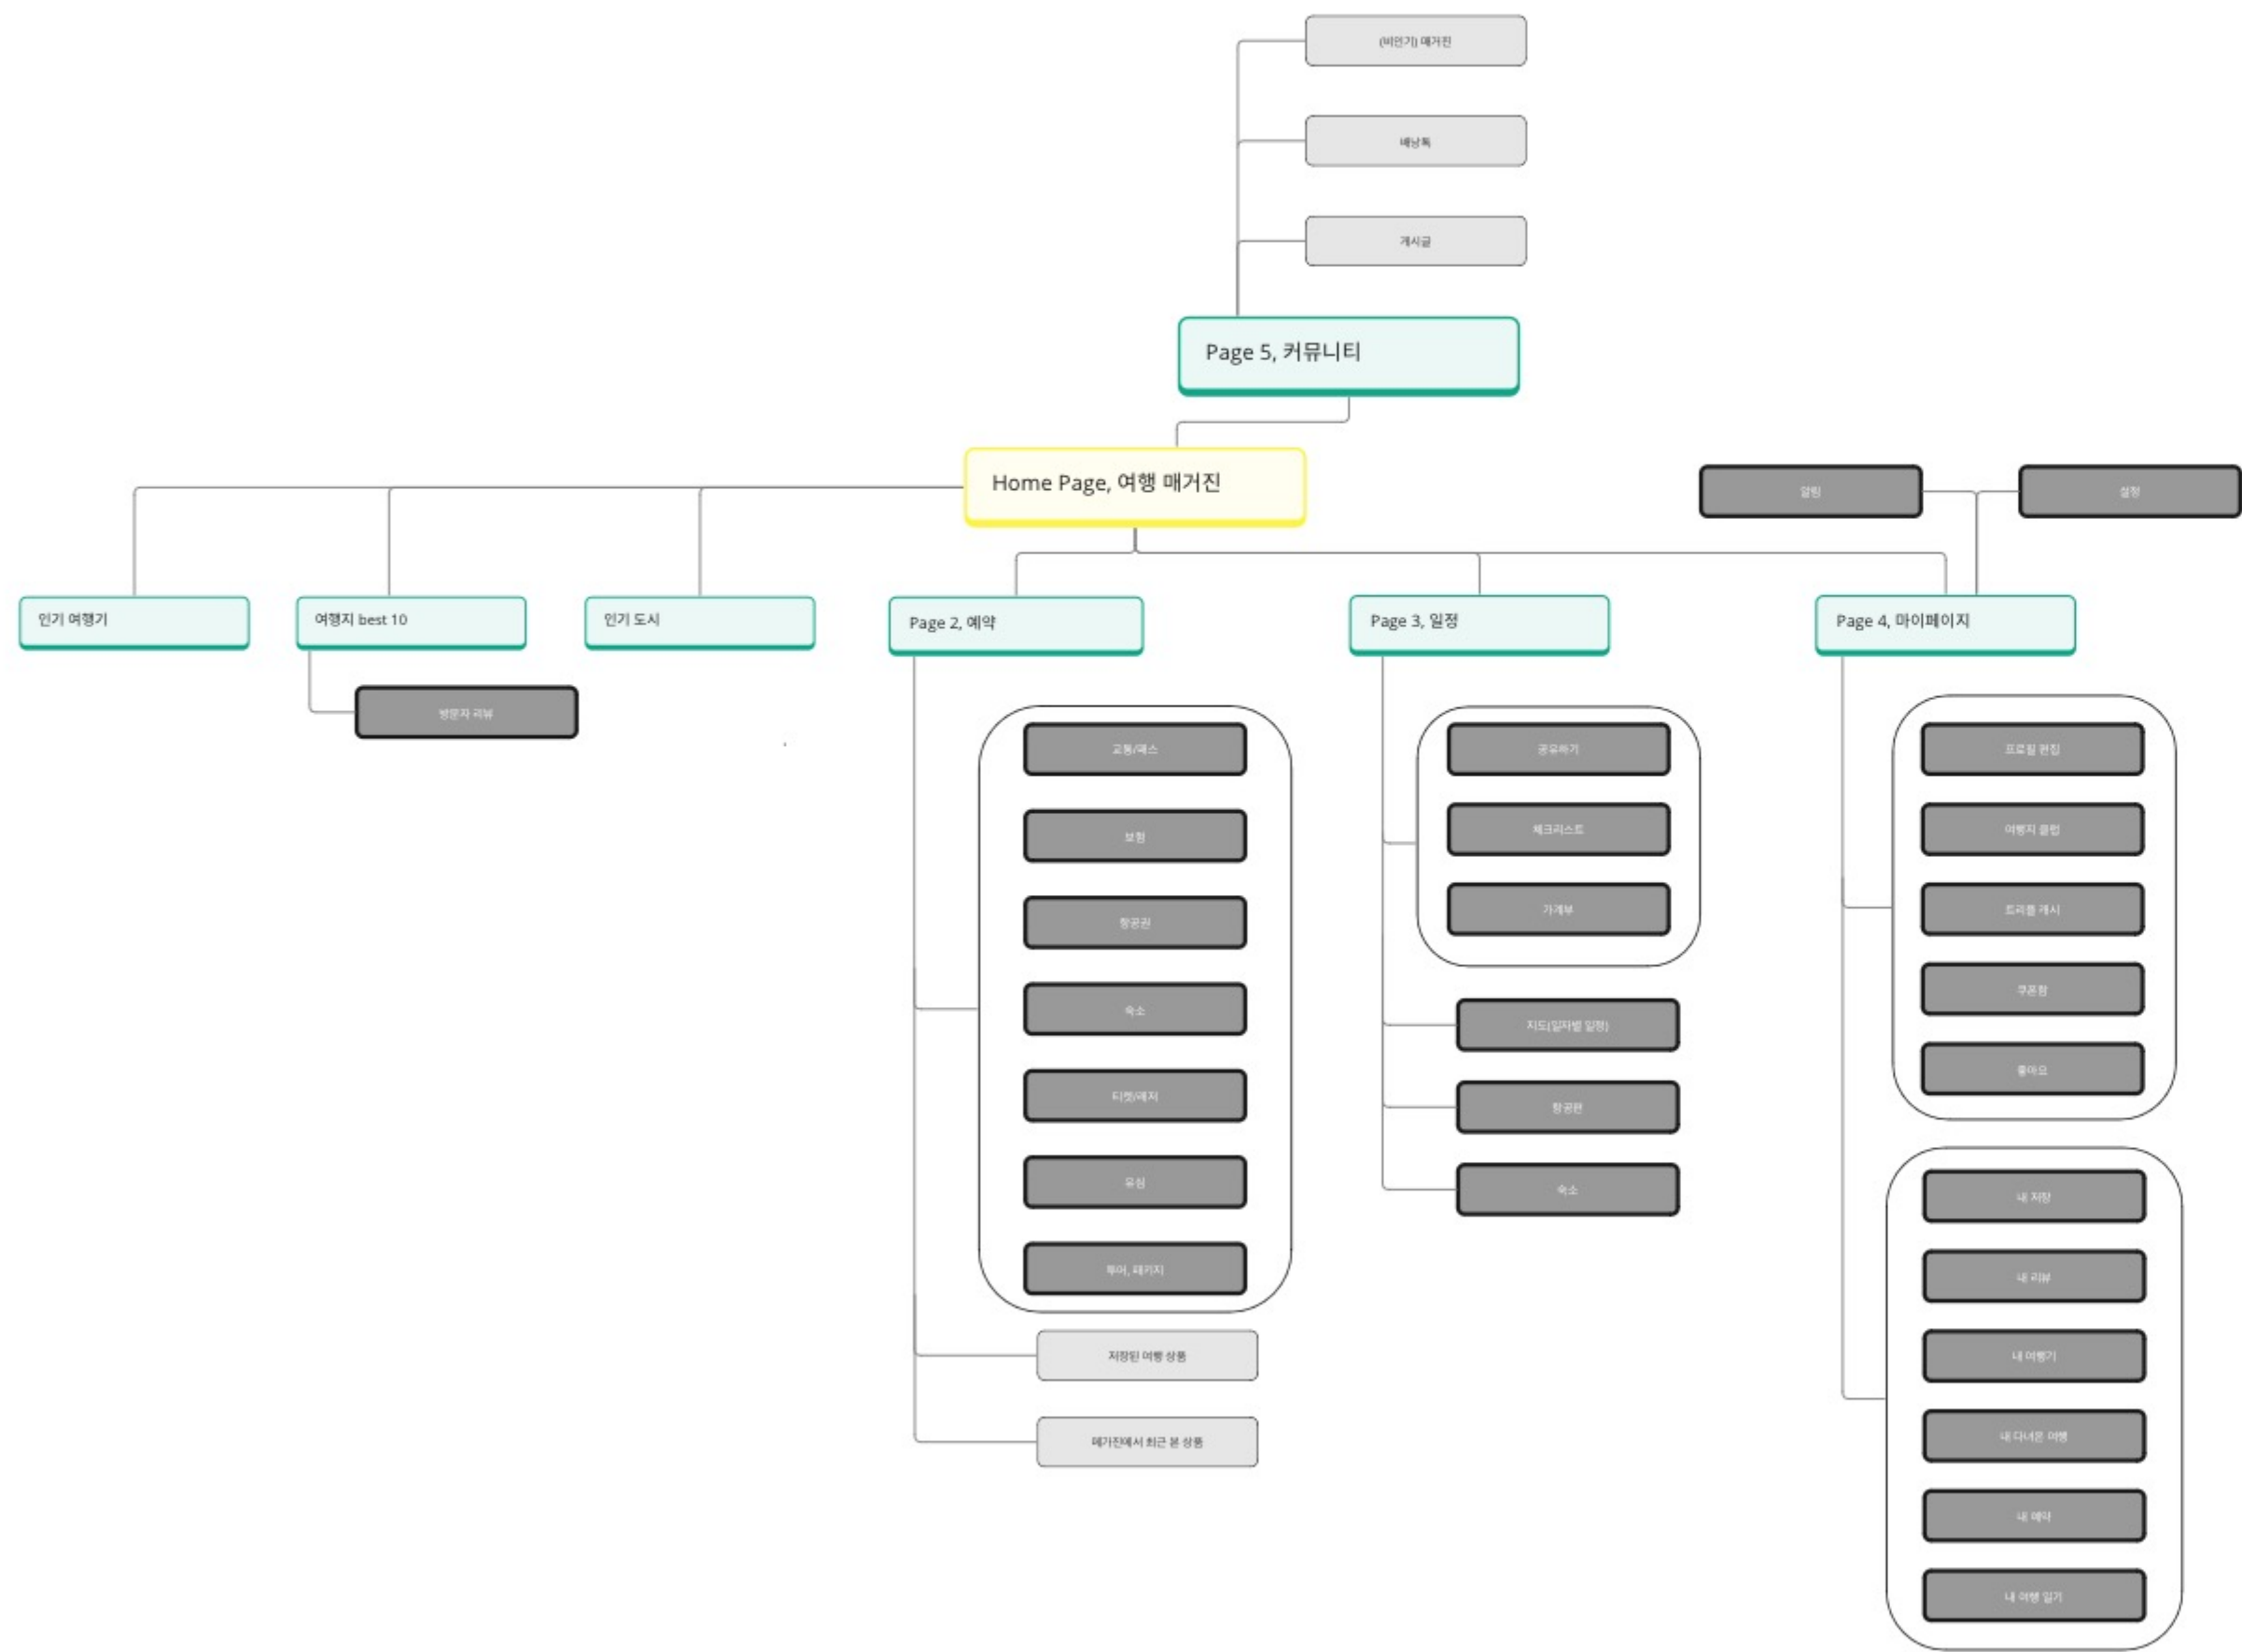 (비인기) 매거진
배낭톡
게시글
Page 5, 커뮤니티
Home Page, 여행 매거진
알림
설정
인기 여행기
여행지 best 10
인기 도시
Page 2, 예약
Page 3, 일정
Page 4, 마이페이지
방문자 리뷰
교통/패스
보험
항공권
숙소
티켓/레저
유심
투어, 패키지
저장된 여행 상품
메가진에서 최근 본 상품
공유하기
체크리스트
가계부
지도(일자별 일정)
항공편
숙소
프로필 편집
여행자 클럽
트리플 캐시
쿠폰함
좋아요
내 저장
내 리뷰
내 여행기
내 다녀온 여행
내 예약
내 여행 일기